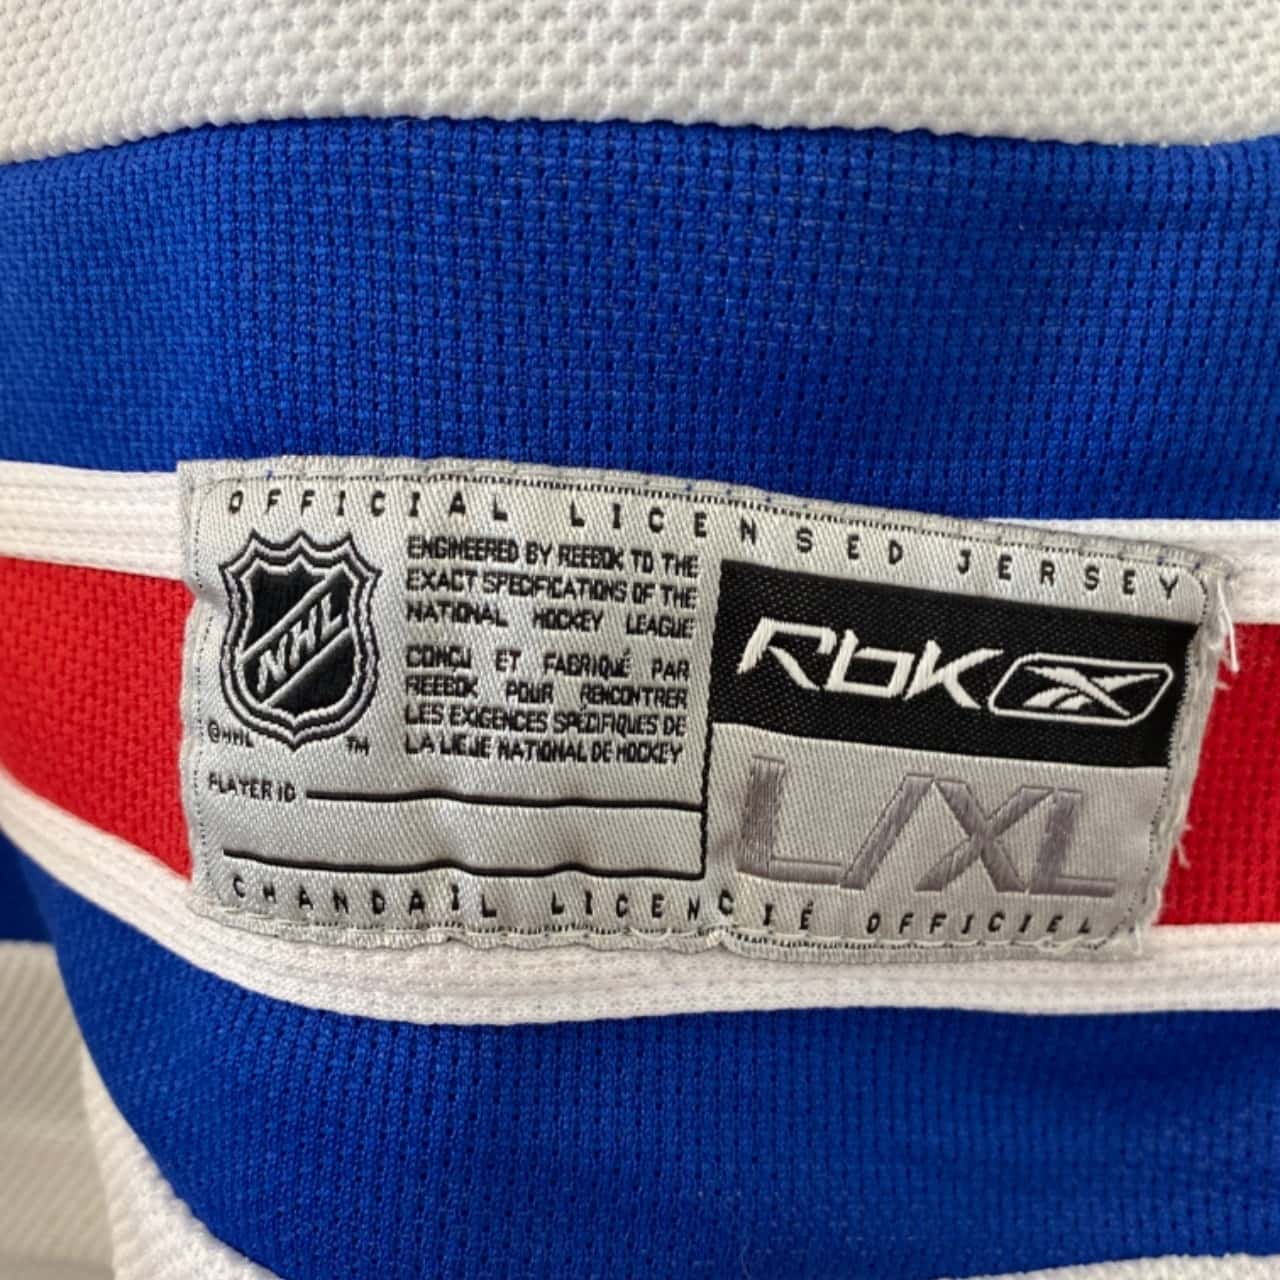 OFFICIAL LICENSED JERSEY
NHL
©NHL
TM
ENGINEERED BY REEBOK TO THE
EXACT SPECIFICATIONS OF THE
NATIONAL HOCKEY LEAGUE
CONÇU ET FABRIQUÉ PAR
REEBOK POUR RENCONTRER
LES EXIGENCES SPÉCIFIQUES DE
LA LIGUE NATIONAL DE HOCKEY
Rbk
L/XL
PLAYER ID
CHANDAIL LICENCIÉ OFFICIEL